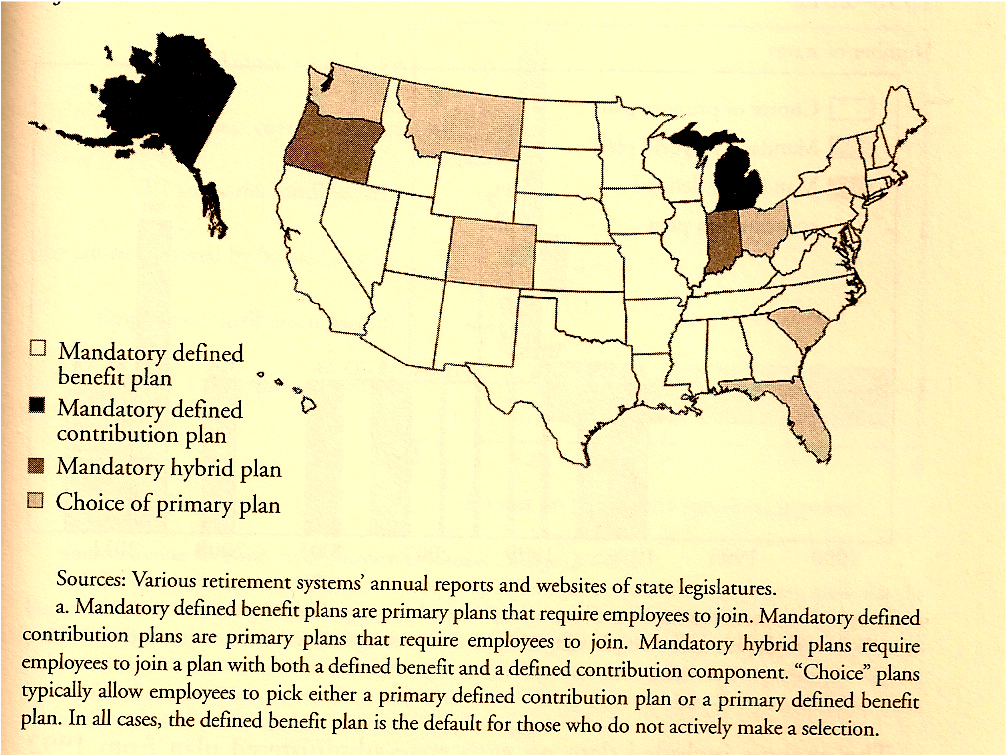 Mandatory defined
benefit plan
Mandatory defined
contribution plan
Mandatory hybrid plan
Choice of primary plan
Sources: Various retirement systems’ annual reports and websites of state legislatures.
a. Mandatory defined benefit plans are primary plans that require employees to join. Mandatory defined
contribution plans are primary plans that require employees to join. Mandatory hybrid plans require
employees to join a plan with both a defined benefit and a defined contribution component. “Choice” plans
typically allow employees to pick either a primary defined contribution plan or a primary defined benefit
plan. In all cases, the defined benefit plan is the default for those who do not actively make a selection.